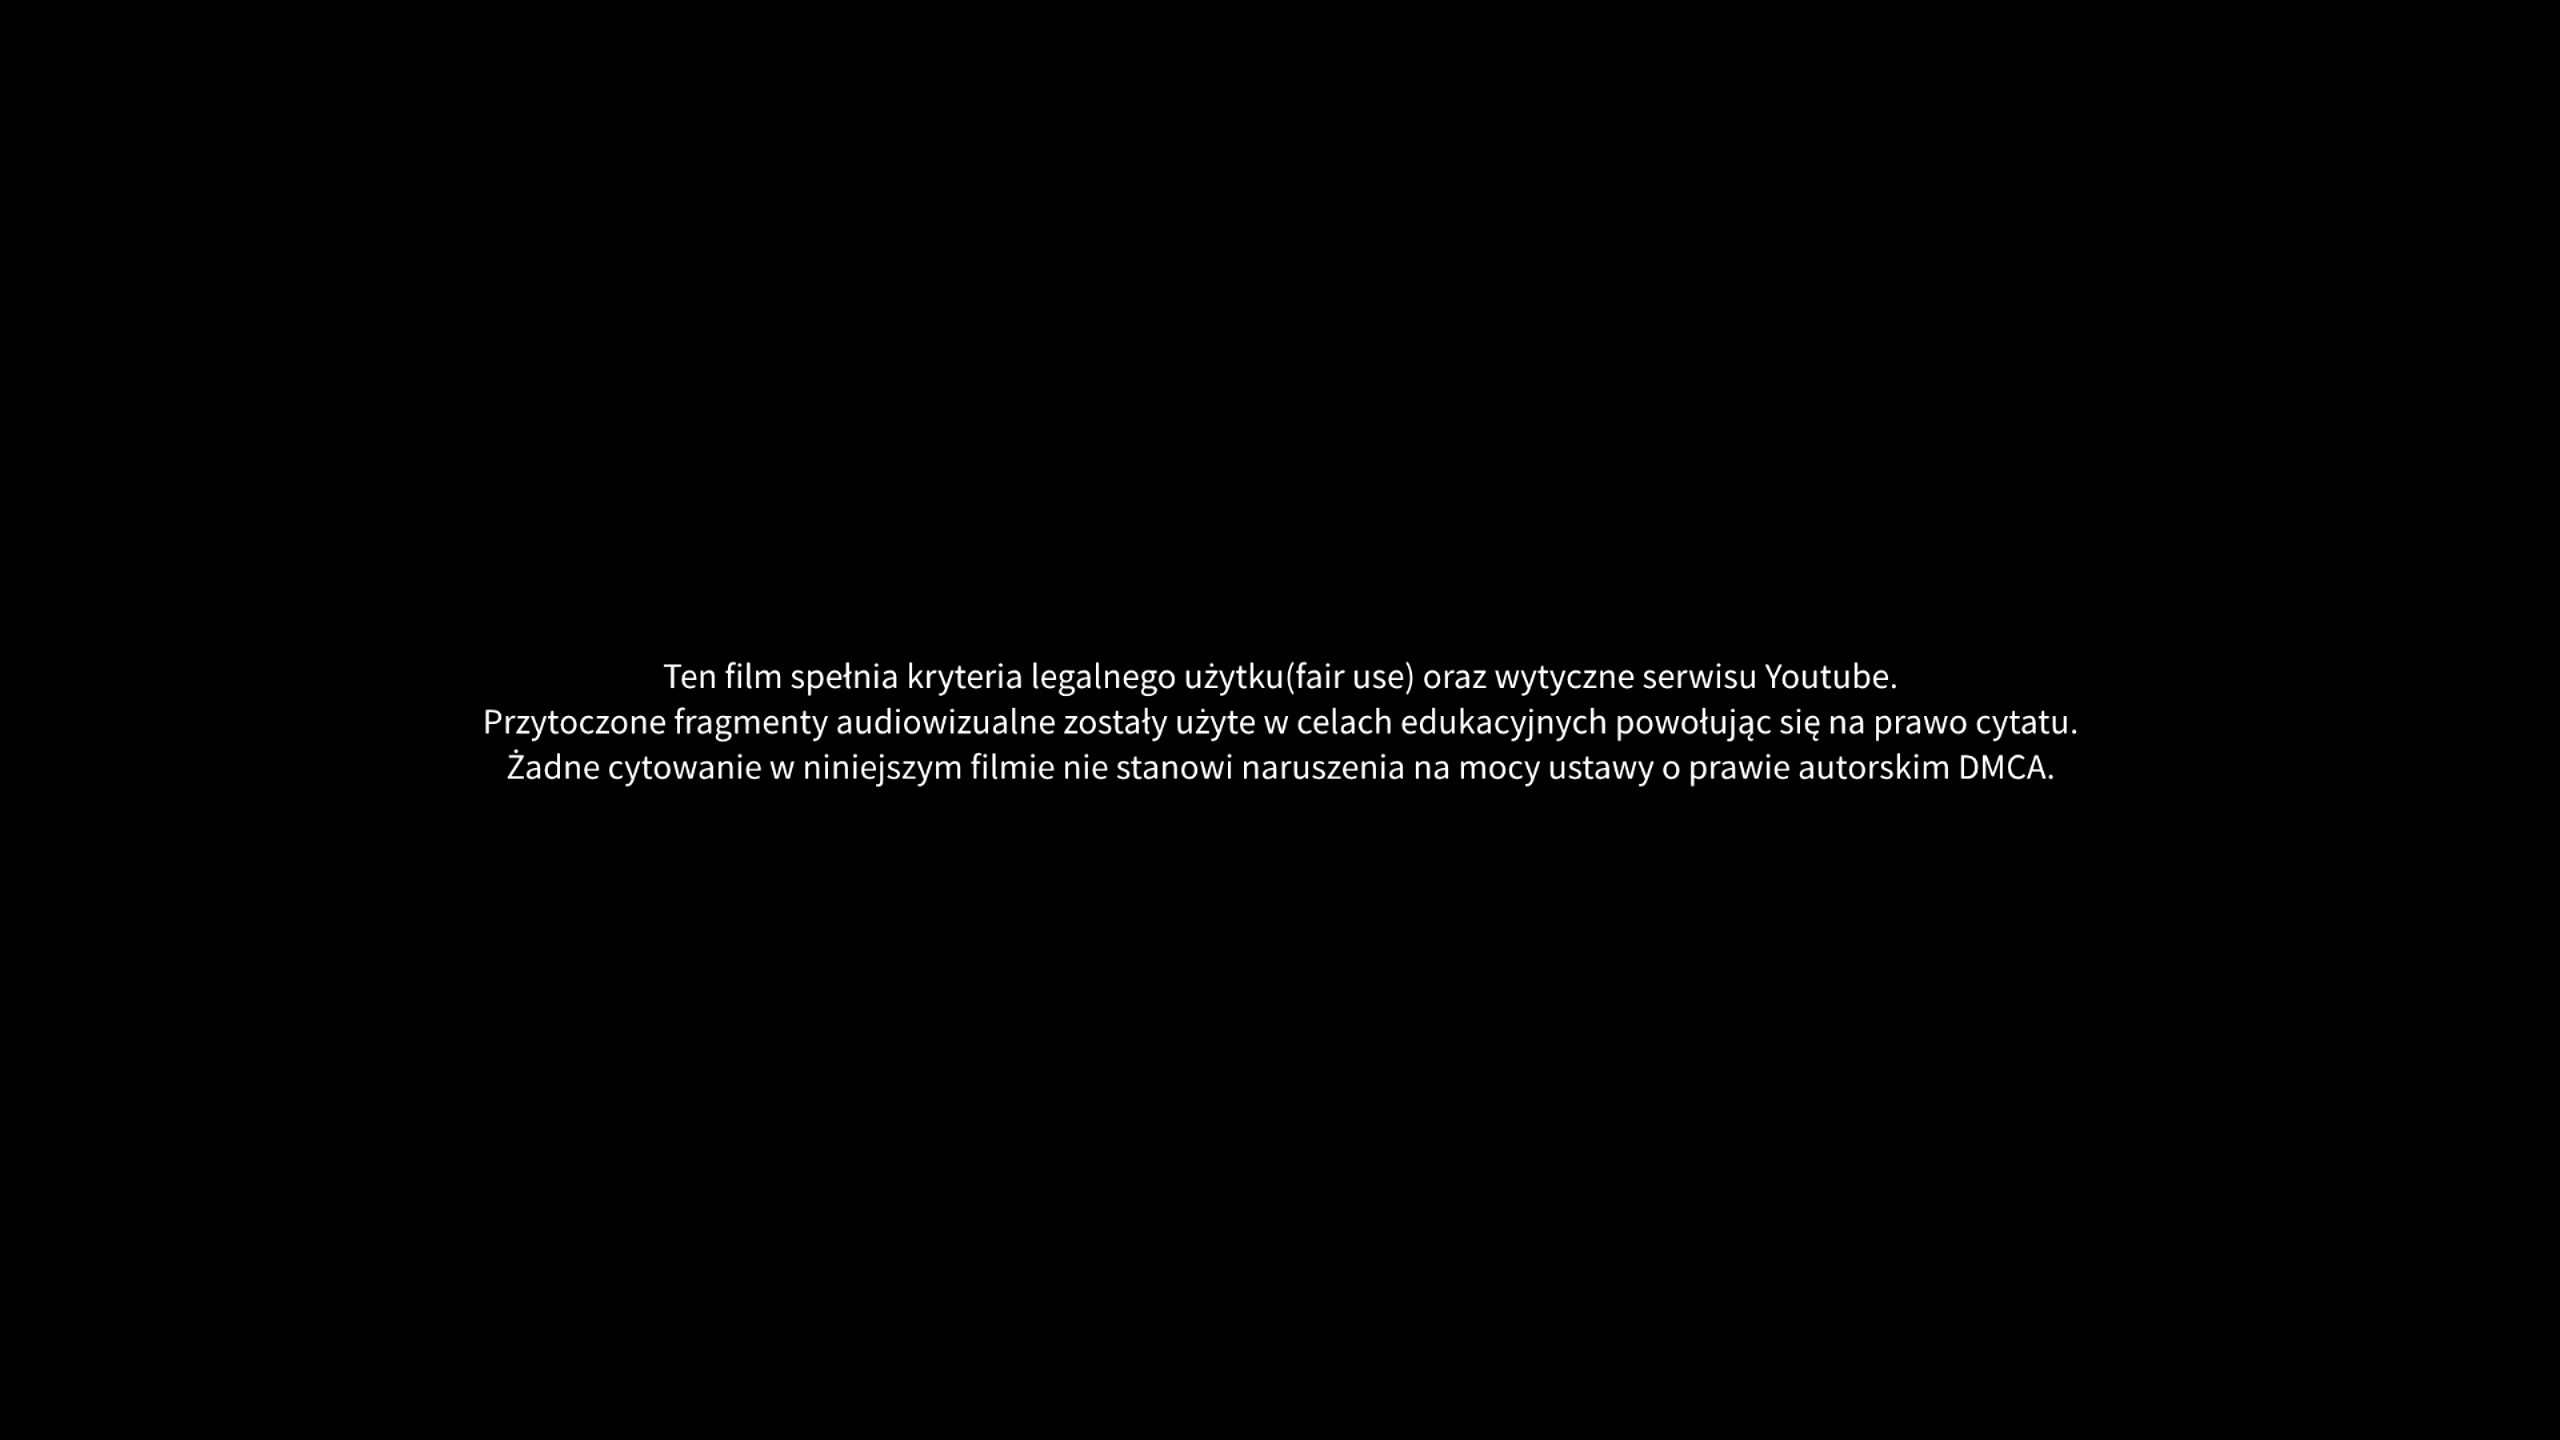 Ten film spełnia kryteria legalnego użytku(fair use) oraz wytyczne serwisu Youtube.
Przytoczone fragmenty audiowizualne zostały użyte w celach edukacyjnych powołując się na prawo cytatu.
Żadne cytowanie w niniejszym filmie nie stanowi naruszenia na mocy ustawy o prawie autorskim DMCA.